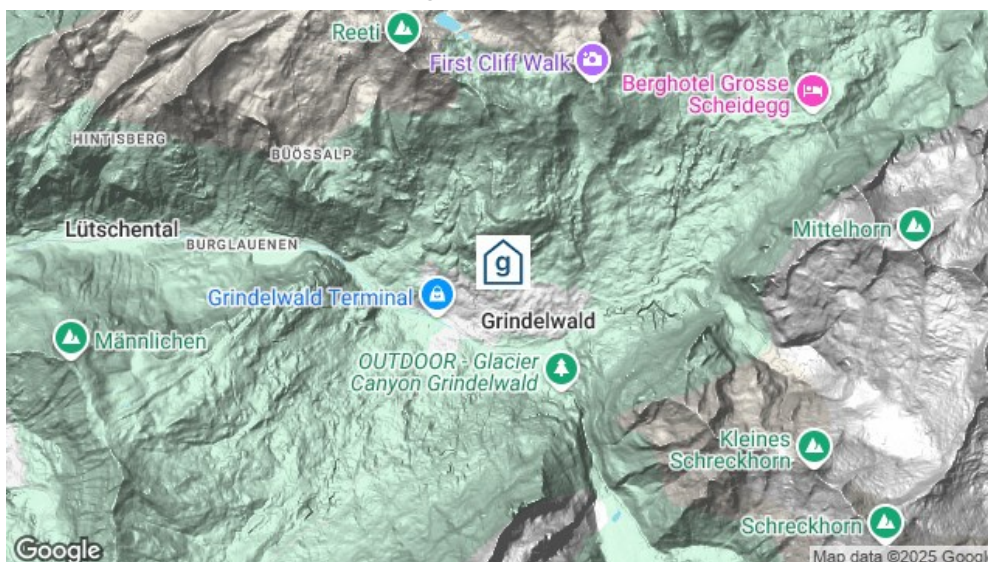 Reeti
First Cliff Walk
Berghotel Grosse
Scheidegg
HINTISBERG
BÜÖSSALP
Lütschental
BURGLAUENEN
Mittelhorn
g
Grindelwald Terminal
Grindelwald
Männlichen
OUTDOOR - Glacier
Canyon Grindelwald
Kleines
Schreckhorn
Schreckhorn
Google
Map data ©2025 Google